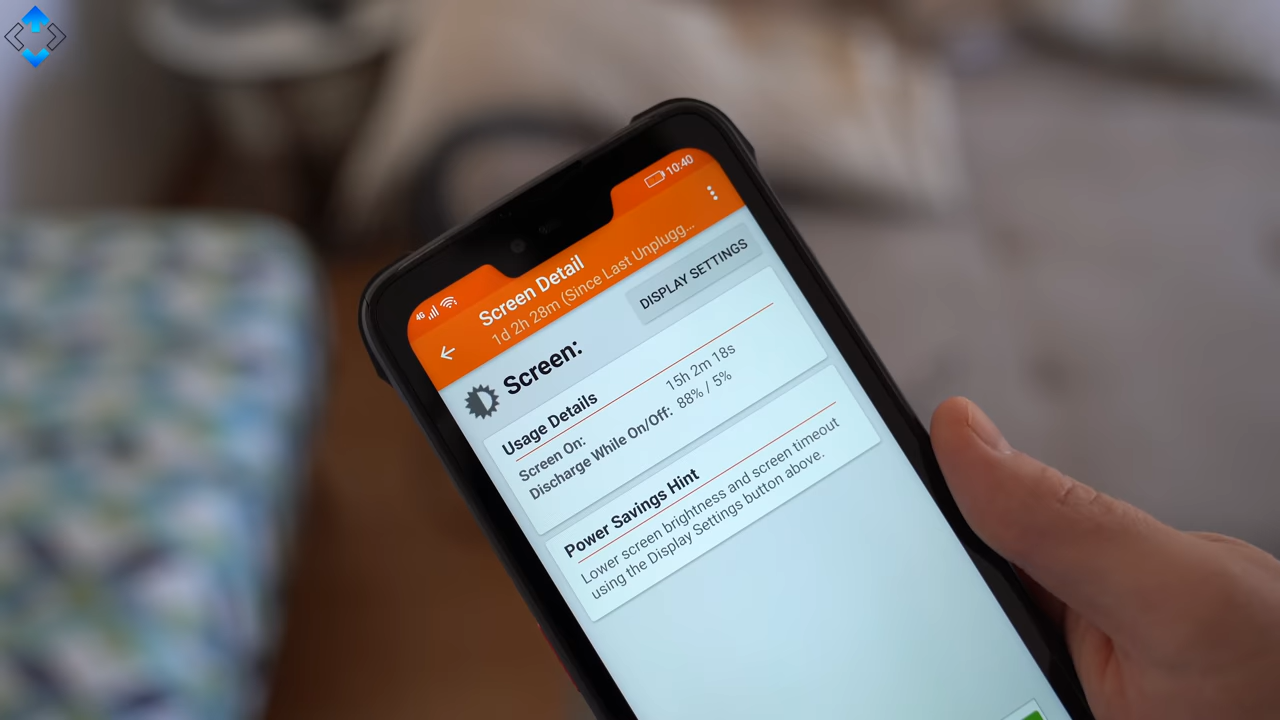 4G
10:40
Screen Detail
1d 2h 28m (Since Last Unplugg...
DISPLAY SETTINGS
Screen:
Usage Details
Screen On: 15h 2m 18s
Discharge While On/Off: 88% / 5%
Power Savings Hint
Lower screen brightness and screen timeout
using the Display Settings button above.